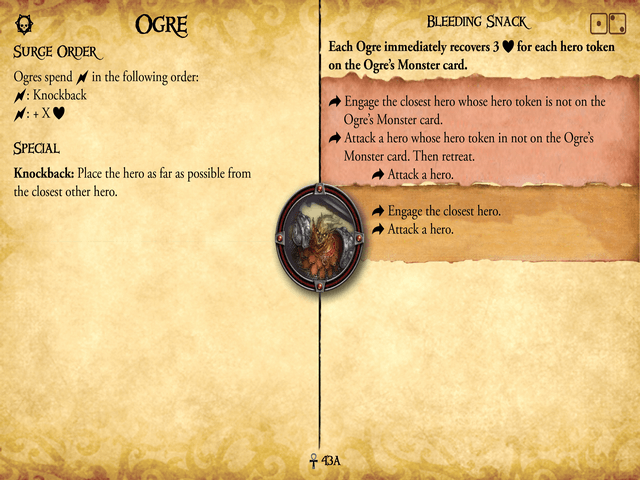 Ogre
Surge Order
Ogres spend in the following order:
: Knockback
: + X
Special
Knockback: Place the hero as far as possible from
the closest other hero.
Bleeding Snack
Each Ogre immediately recovers 3 for each hero token
on the Ogre's Monster card.
Engage the closest hero whose hero token is not on the
Ogre's Monster card.
Attack a hero whose hero token in not on the Ogre's
Monster card. Then retreat.
Attack a hero.
Engage the closest hero.
Attack a hero.
43A